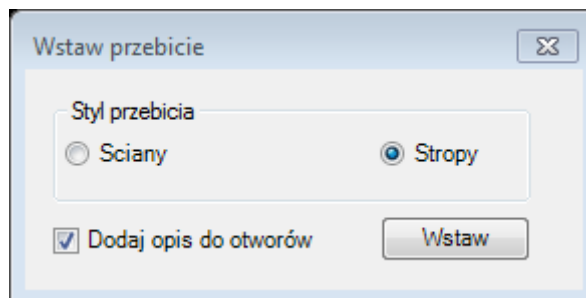 Wstaw przebicie
Styl przebicia
Sciany Stropy
Dodaj opis do otworów Wstaw